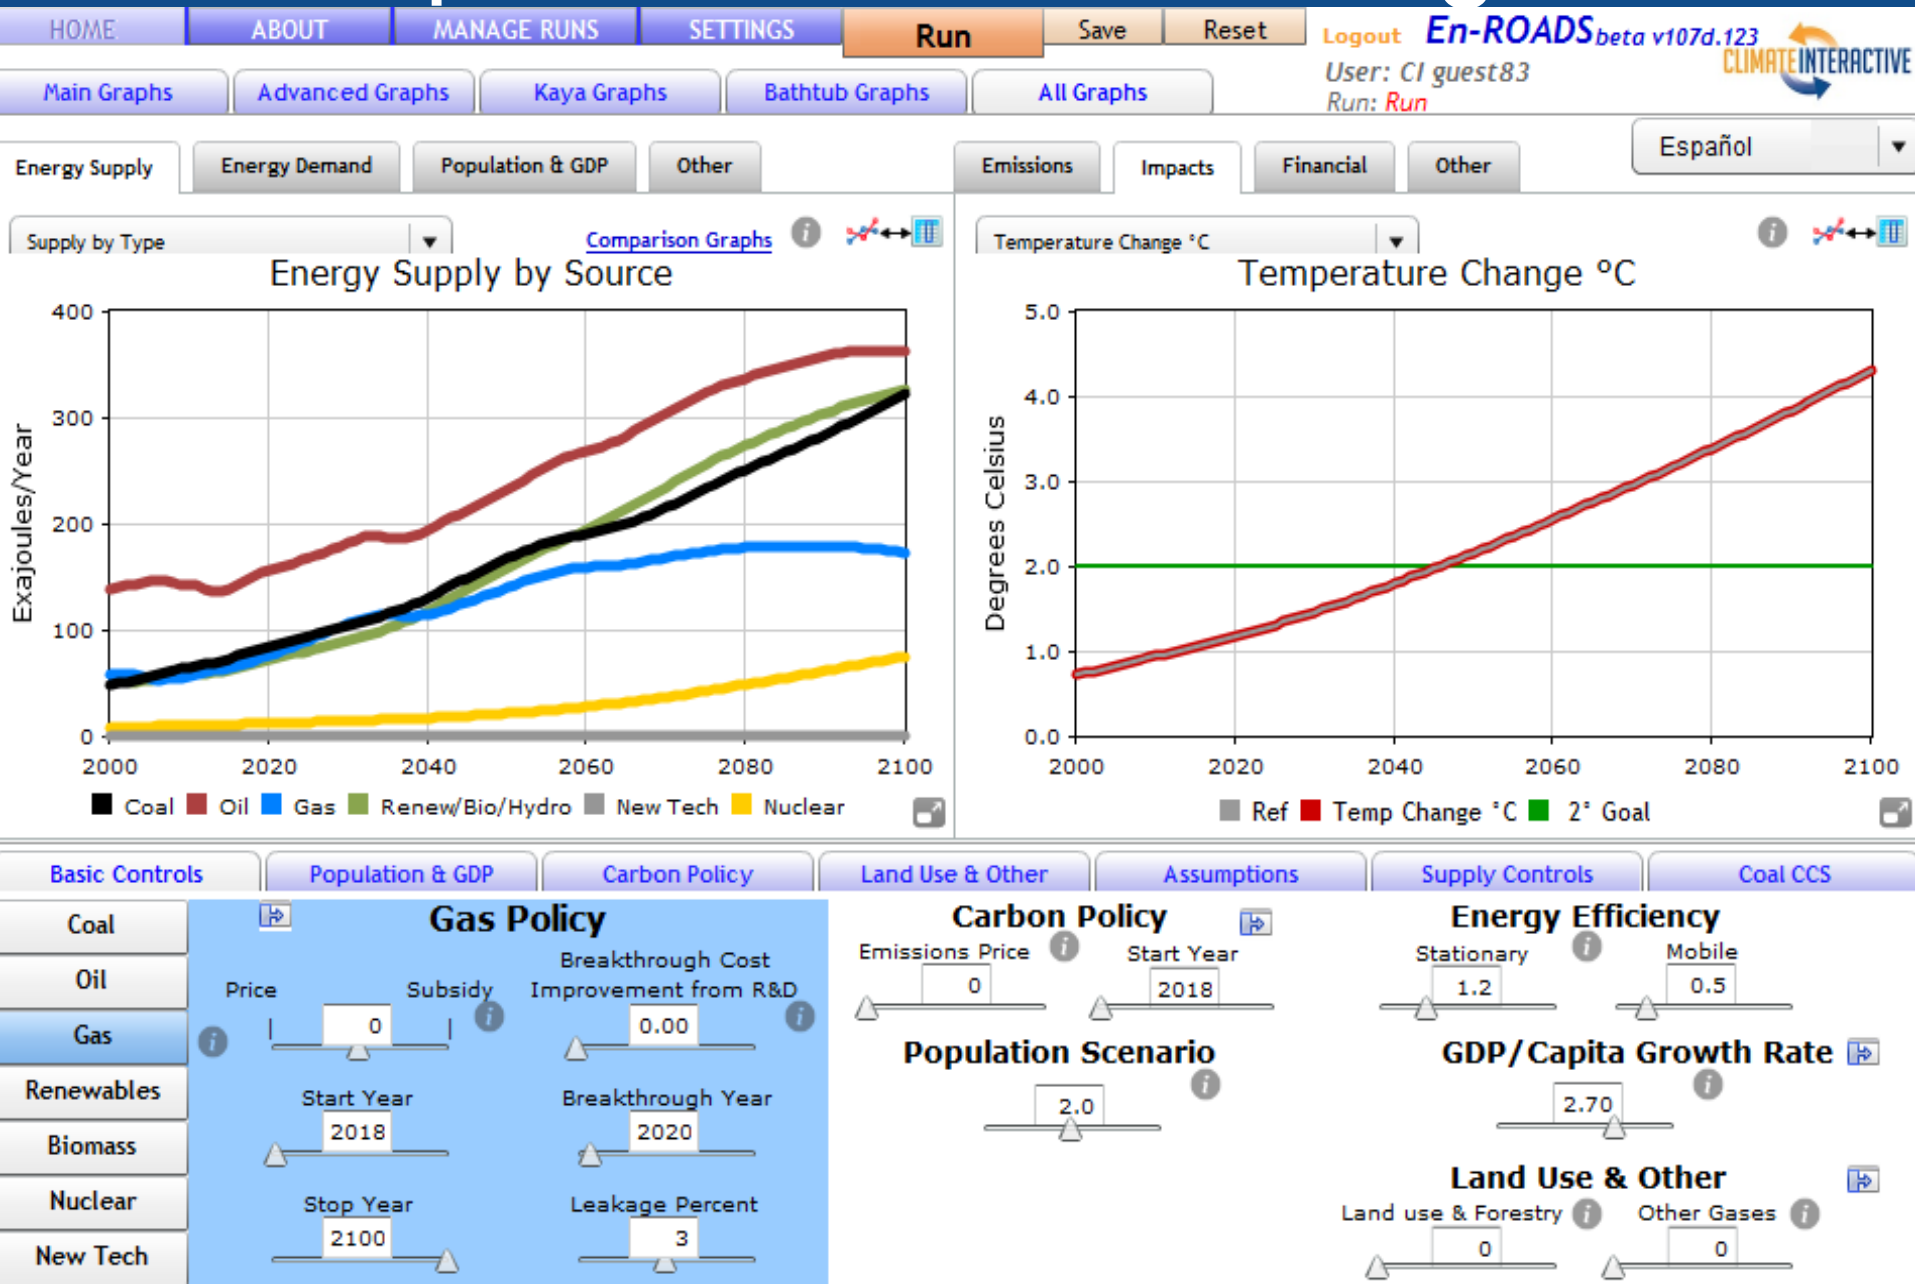 HOME ABOUT MANAGE RUNS SETTINGS Run Save Reset Logout En-ROADS beta v107d.123
CLIMATE INTERACTIVE
User: CI guest83
Main Graphs Advanced Graphs Kaya Graphs Bathtub Graphs All Graphs Run: Run
Español
Energy Supply Energy Demand Population & GDP Other Emissions Impacts Financial Other
Supply by Type Comparison Graphs i Temperature Change °C i
Energy Supply by Source Temperature Change °C
400 5.0
4.0
300
3.0
200
2.0
100
1.0
0 0.0
Exajoules/Year Degrees Celsius
2000 2020 2040 2060 2080 2100 2000 2020 2040 2060 2080 2100
Coal Oil Gas Renew/Bio/Hydro New Tech Nuclear Ref Temp Change °C 2° Goal
Basic Controls Population & GDP Carbon Policy Land Use & Other Assumptions Supply Controls Coal CCS
Coal
Oil
Gas
Renewables
Biomass
Nuclear
New Tech
Gas Policy
Price Subsidy i
i 0
Breakthrough Cost
Improvement from R&D i
0.00
Start Year Breakthrough Year
2018 2020
Stop Year Leakage Percent
2100 3
Carbon Policy
Emissions Price i Start Year
0 2018
Population Scenario
i
2.0
Energy Efficiency
Stationary i Mobile
1.2 0.5
GDP/Capita Growth Rate
i
2.70
Land Use & Other
Land use & Forestry i Other Gases i
0 0